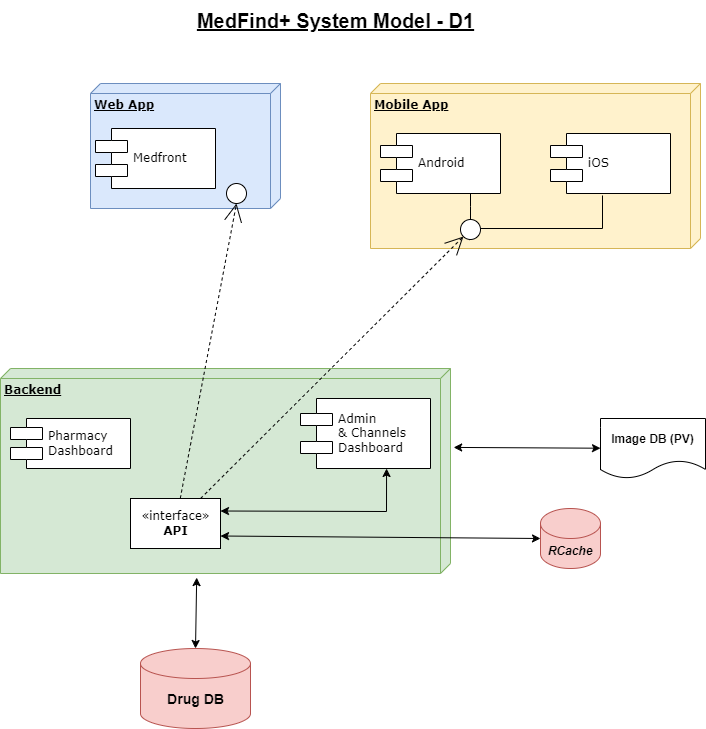 MedFind+ System Model - D1
Web App
Medfront
Mobile App
Android
iOS
Backend
Pharmacy
Dashboard
Admin
& Channels
Dashboard
«interface»
API
Image DB (PV)
RCache
Drug DB